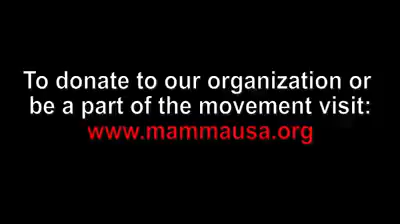 To donate to our organization or
be a part of the movement visit:
www.mammausa.org